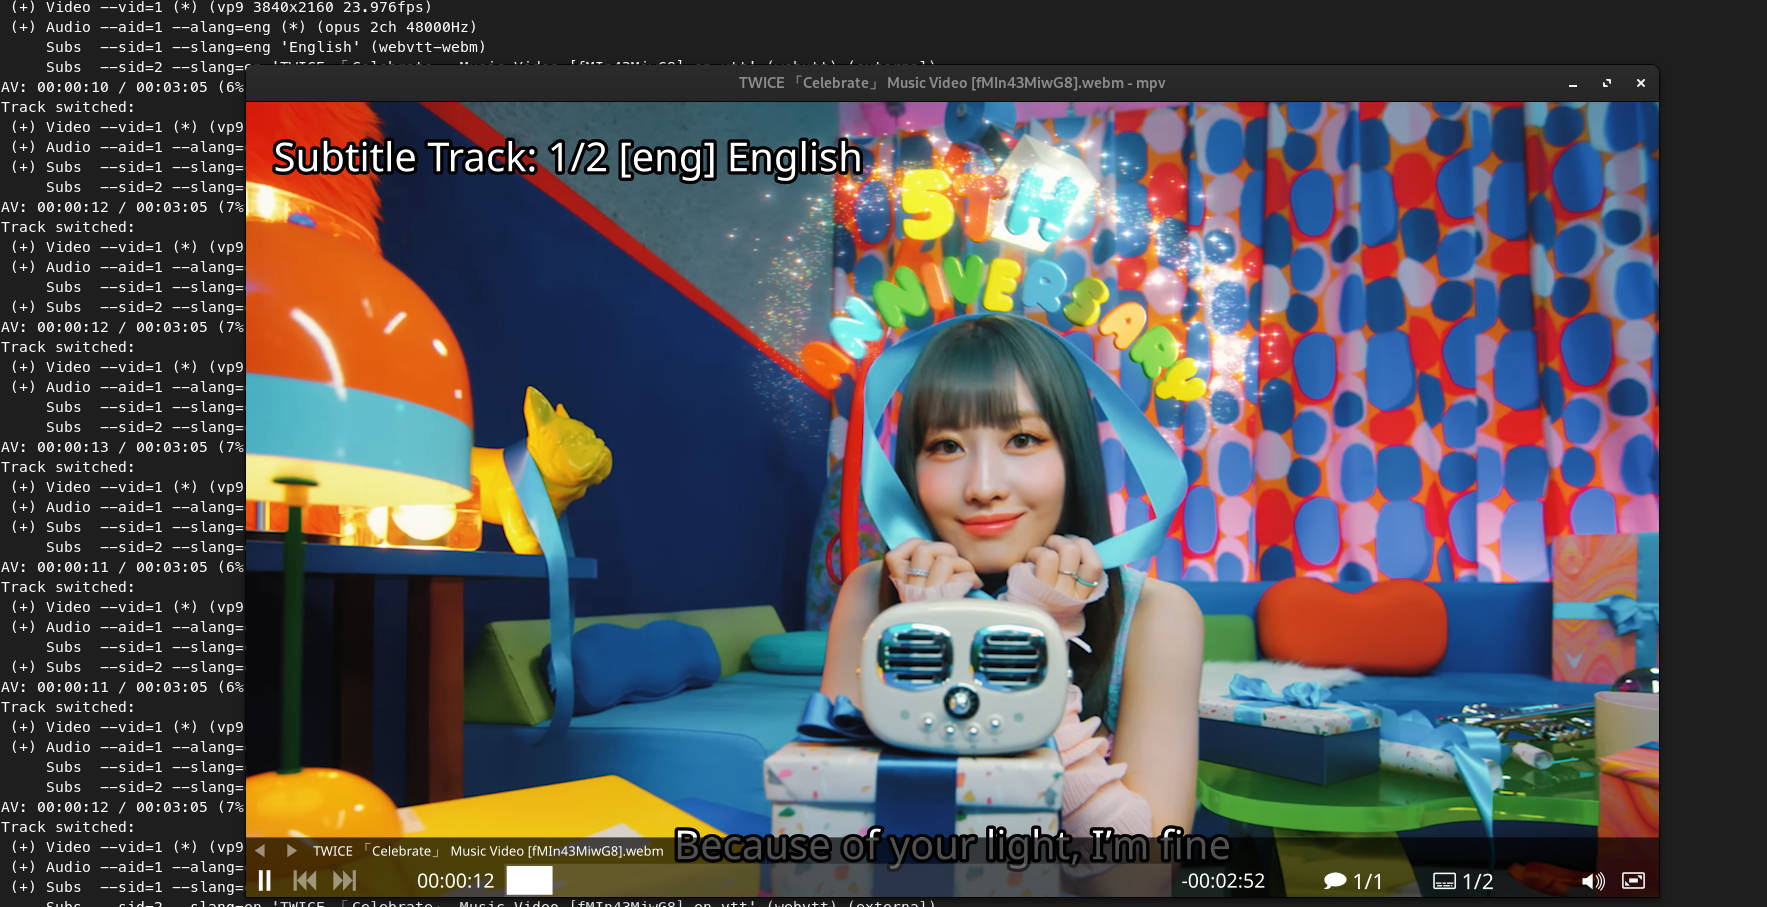 (+) Video --vid=1 (*) (vp9 3840x2160 23.976fps)
(+) Audio --aid=1 --alang=eng (*) (opus 2ch 48000Hz)
Subs --sid=1 --slang=eng 'English' (webvtt-webm)
Subs --sid=2 --slang=en 'TWICE 「Celebrate」 Music Video [fMIn43MiwG8].en.vtt' (webvtt) (external)
AV: 00:00:10 / 00:03:05 (6%
Track switched:
(+) Video --vid=1 (*) (vp9
(+) Audio --aid=1 --alang=
(+) Subs --sid=1 --slang=
Subs --sid=2 --slang=
AV: 00:00:12 / 00:03:05 (7%
Track switched:
(+) Video --vid=1 (*) (vp9
(+) Audio --aid=1 --alang=
Subs --sid=1 --slang=
(+) Subs --sid=2 --slang=
AV: 00:00:12 / 00:03:05 (7%
Track switched:
(+) Video --vid=1 (*) (vp9
(+) Audio --aid=1 --alang=
Subs --sid=1 --slang=
Subs --sid=2 --slang=
AV: 00:00:13 / 00:03:05 (7%
Track switched:
(+) Video --vid=1 (*) (vp9
(+) Audio --aid=1 --alang=
(+) Subs --sid=1 --slang=
Subs --sid=2 --slang=
AV: 00:00:11 / 00:03:05 (6%
Track switched:
(+) Video --vid=1 (*) (vp9
(+) Audio --aid=1 --alang=
Subs --sid=1 --slang=
(+) Subs --sid=2 --slang=
AV: 00:00:11 / 00:03:05 (6%
Track switched:
(+) Video --vid=1 (*) (vp9
(+) Audio --aid=1 --alang=
Subs --sid=1 --slang=
Subs --sid=2 --slang=
AV: 00:00:12 / 00:03:05 (7%
Track switched:
(+) Video --vid=1 (*) (vp9
(+) Audio --aid=1 --alang=
(+) Subs --sid=1 --slang=
Subs --sid=2 --slang=en 'TWICE 「Celebrate」 Music Video [fMIn43MiwG8].en.vtt' (webvtt) (external)
TWICE 「Celebrate」 Music Video [fMIn43MiwG8].webm - mpv
Subtitle Track: 1/2 [eng] English
5TH
ANNIVERSARY
Because of your light, I'm fine
TWICE 「Celebrate」 Music Video [fMIn43MiwG8].webm
00:00:12
-00:02:52
1/1
1/2